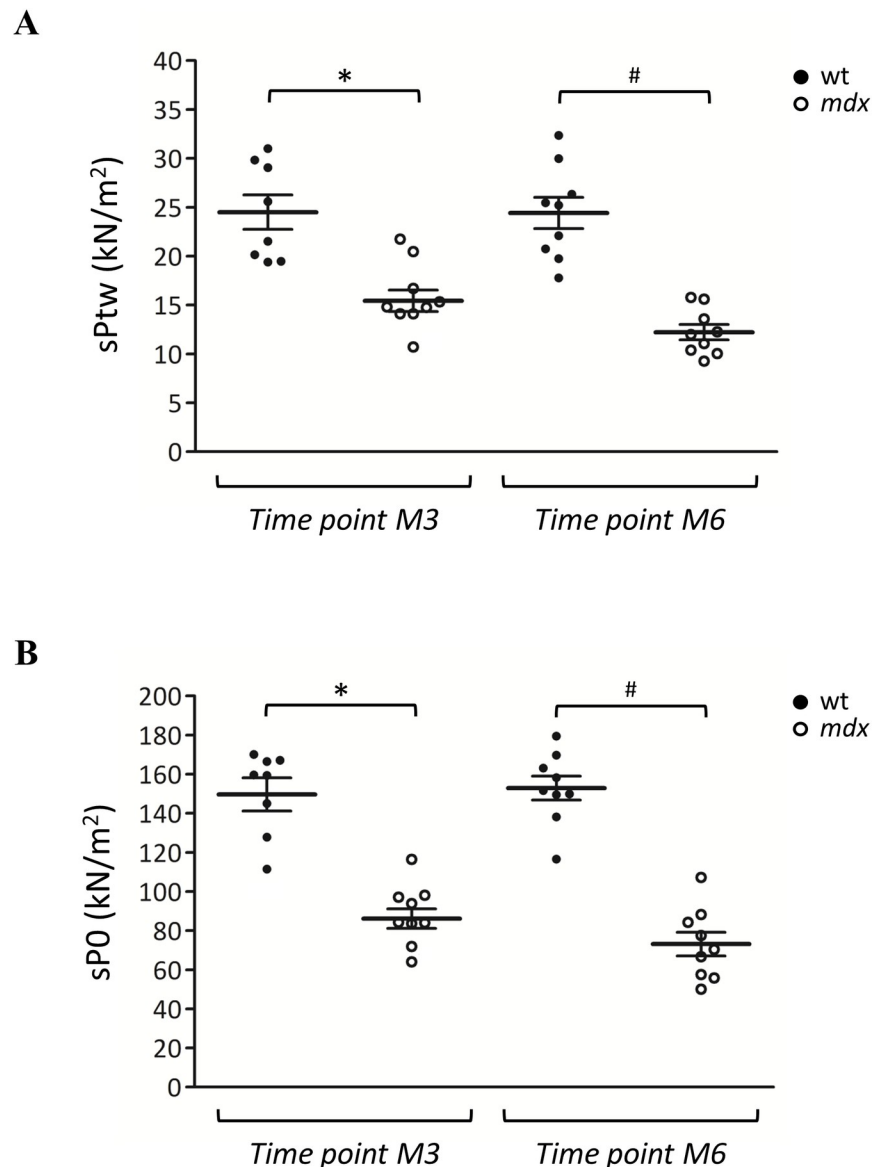 A
40
35
30
25
20
15
10
5
0
sPtw (kN/m²)
*
#
wt
mdx
Time point M3
Time point M6
B
200
180
160
140
120
100
80
60
40
20
0
sP0 (kN/m²)
*
#
wt
mdx
Time point M3
Time point M6